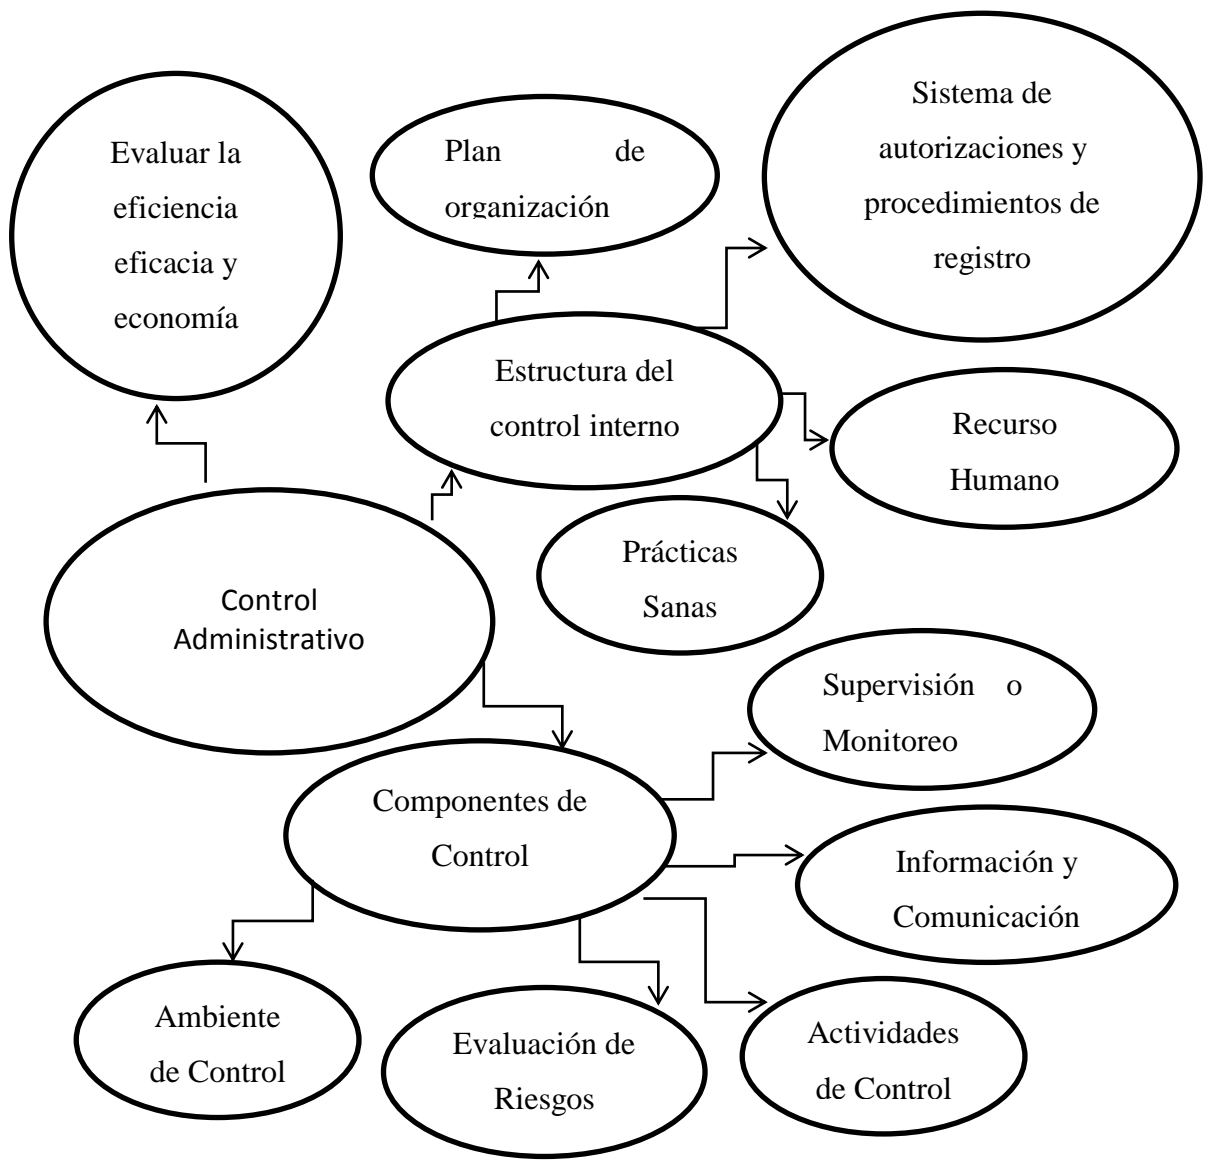 Sistema de
autorizaciones y
procedimientos de
registro
Evaluar la
eficiencia
eficacia y
economía
Plan de
organización
Estructura del
control interno
Recurso
Humano
Prácticas
Sanas
Control
Administrativo
Supervisión o
Monitoreo
Componentes de
Control
Información y
Comunicación
Ambiente
de Control
Evaluación de
Riesgos
Actividades
de Control